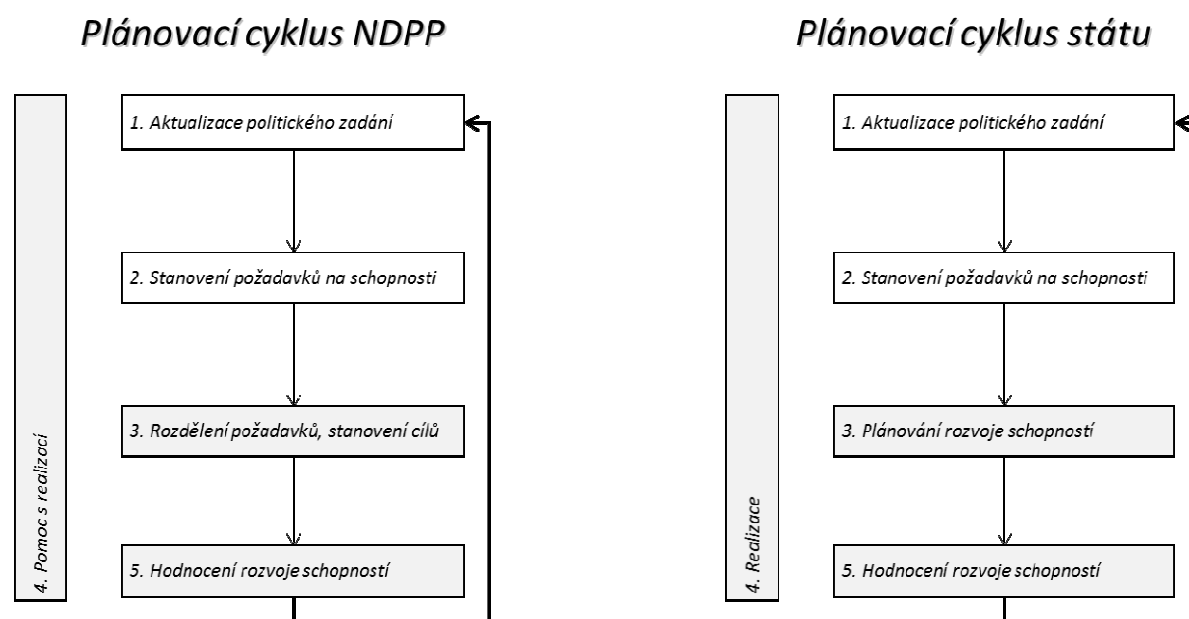 Plánovací cyklus NDPP
1. Aktualizace politického zadání
2. Stanovení požadavků na schopnosti
3. Rozdělení požadavků, stanovení cílů
5. Hodnocení rozvoje schopností
4. Pomoc s realizací
Plánovací cyklus státu
1. Aktualizace politického zadání
2. Stanovení požadavků na schopnosti
3. Plánování rozvoje schopností
5. Hodnocení rozvoje schopností
4. Realizace